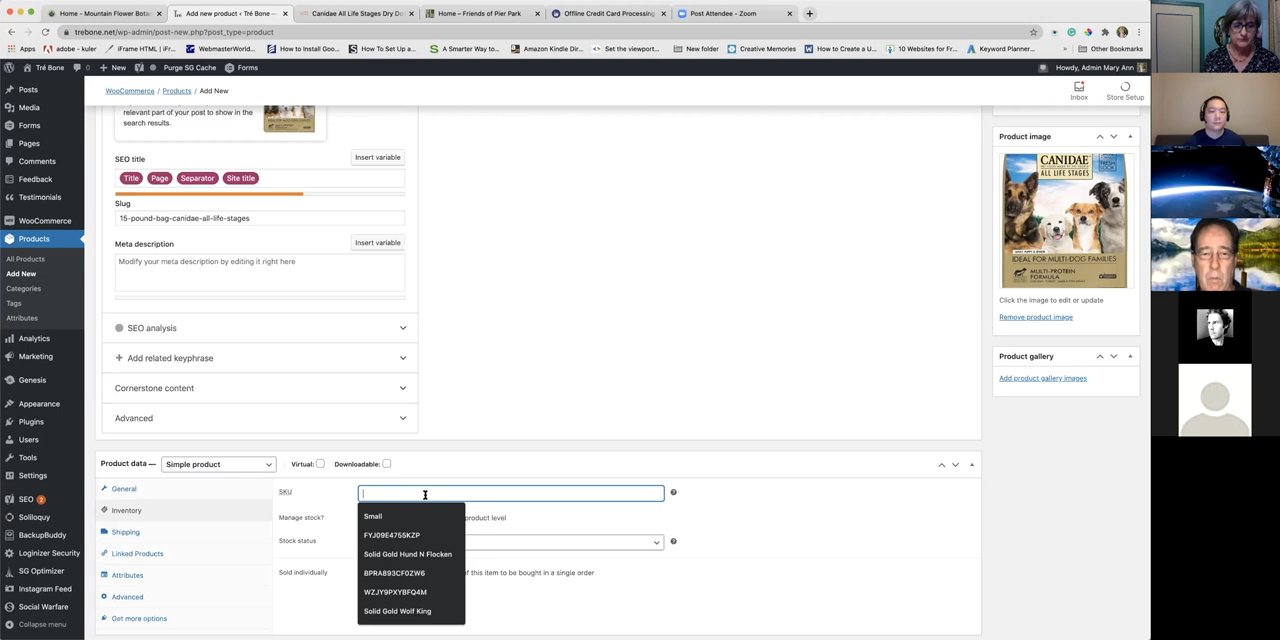 Home - Mountain Flower Botan
Add new product ‹ Tré Bone —
Canidae All Life Stages Dry Do
Home – Friends of Pier Park
Offline Credit Card Processing
Post Attendee - Zoom
trebone.net/wp-admin/post-new.php?post_type=product
Apps
adobe - kuler
iFrame HTML | iFr...
WebmasterWorld...
How to Install Goo...
How To Set up a...
A Smarter Way to...
Amazon Kindle Dir...
Set the viewport...
New folder
Creative Memories
How to Create a U...
10 Websites for Fr...
Keyword Planner...
Other Bookmarks
Tré Bone
New
Purge SG Cache
Forms
Howdy, Admin Mary Ann
Posts
Media
Forms
Pages
Comments
Feedback
Testimonials
WooCommerce
Products
All Products
Add New
Categories
Tags
Attributes
Analytics
Marketing
Genesis
Appearance
Plugins
Users
Tools
Settings
SEO 2
Soliloquy
BackupBuddy
Loginizer Security
SG Optimizer
Instagram Feed
Social Warfare
Collapse menu
WooCommerce / Products / Add New
Inbox
Store Setup
relevant part of your post to show in the
search results.
SEO title
Insert variable
Title Page Separator Site title
Slug
15-pound-bag-canidae-all-life-stages
Meta description
Insert variable
Modify your meta description by editing it right here
SEO analysis
Add related keyphrase
Cornerstone content
Advanced
Product image
CANIDAE
ALL LIFE STAGES
IDEAL FOR MULTI-DOG FAMILIES
MULTI-PROTEIN
FORMULA
Click the image to edit or update
Remove product image
Product gallery
Add product gallery images
Product data —
Simple product
Virtual:
Downloadable:
General
Inventory
Shipping
Linked Products
Attributes
Advanced
Get more options
SKU
Manage stock?
product level
Stock status
Sold individually
of this item to be bought in a single order
Small
FYJ09E4755KZP
Solid Gold Hund N Flocken
BPRA893CF0ZW6
WZJY9PXYBFQ4M
Solid Gold Wolf King